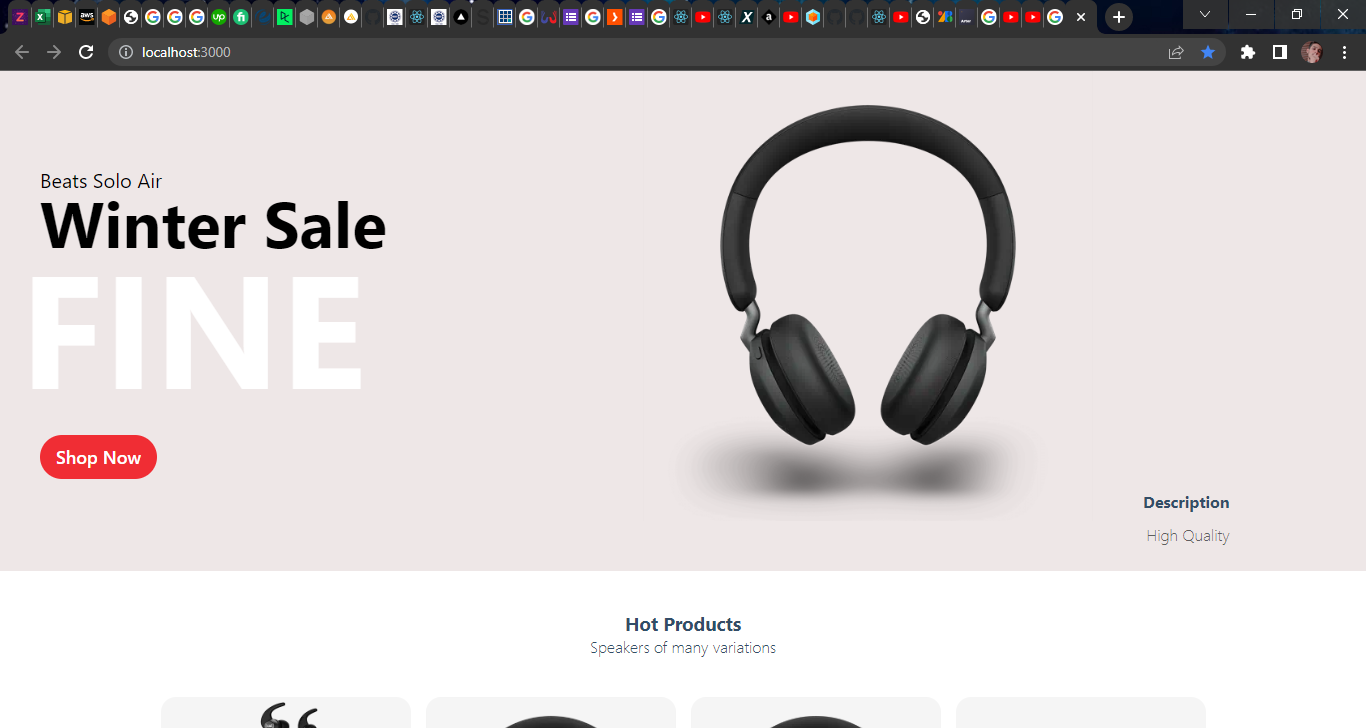 localhost:3000
Beats Solo Air
Winter Sale
FINE
Shop Now
Description
High Quality
Hot Products
Speakers of many variations